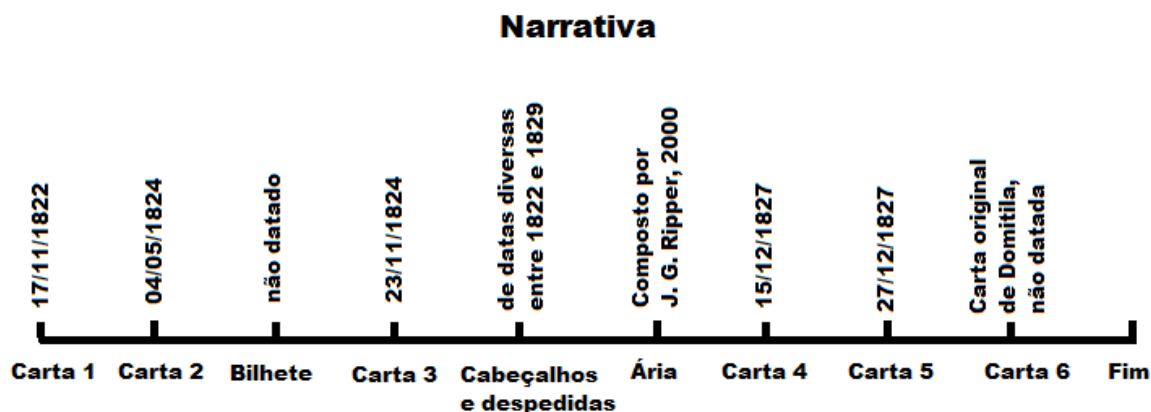 Narrativa
17/11/1822
04/05/1824
não datado
23/11/1824
de datas diversas
entre 1822 e 1829
Composto por
J. G. Ripper, 2000
15/12/1827
27/12/1827
Carta original
de Domitila,
não datada
Carta 1
Carta 2
Bilhete
Carta 3
Cabeçalhos
e despedidas
Ária
Carta 4
Carta 5
Carta 6
Fim